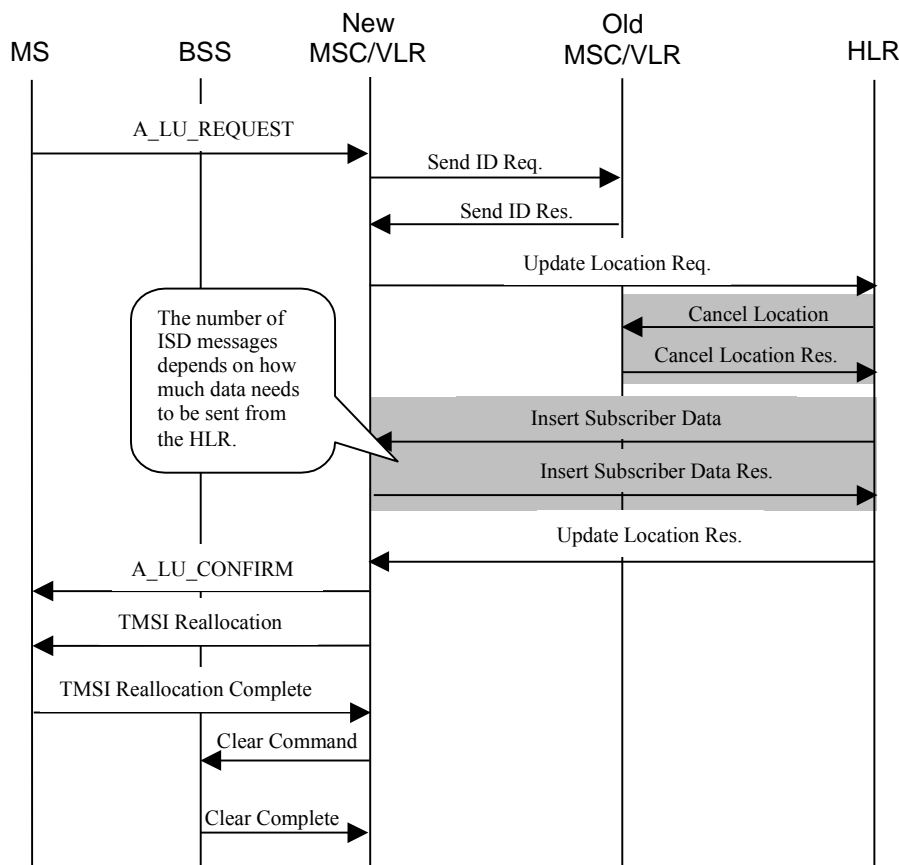 MS
BSS
New
MSC/VLR
Old
MSC/VLR
HLR
A_LU_REQUEST
Send ID Req.
Send ID Res.
Update Location Req.
Cancel Location
Cancel Location Res.
The number of
ISD messages
depends on how
much data needs
to be sent from
the HLR.
Insert Subscriber Data
Insert Subscriber Data Res.
Update Location Res.
A_LU_CONFIRM
TMSI Reallocation
TMSI Reallocation Complete
Clear Command
Clear Complete